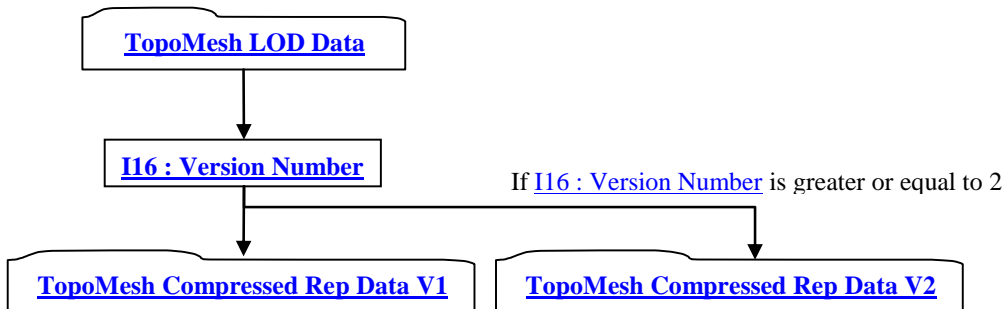 TopoMesh LOD Data
I16 : Version Number
If I16 : Version Number is greater or equal to 2
TopoMesh Compressed Rep Data V1
TopoMesh Compressed Rep Data V2